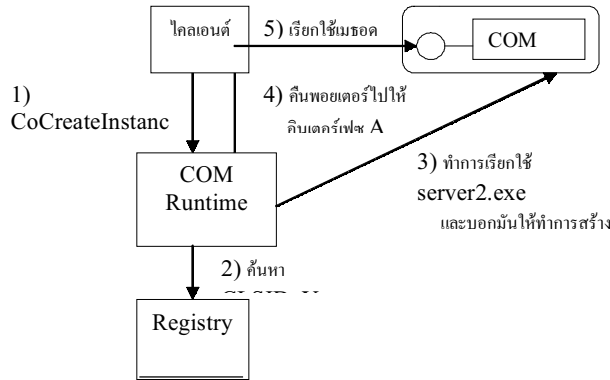 ไคลเอนต์
5) เรียกใช้เมธอด
COM
1)
CoCreateInstanc
4) คืนพอยเตอร์ไปให้
อินเตอร์เฟซ A
COM
Runtime
3) ทำการเรียกใช้
server2.exe
และบอกมันให้ทำการสร้าง
2) ค้นหา
Registry